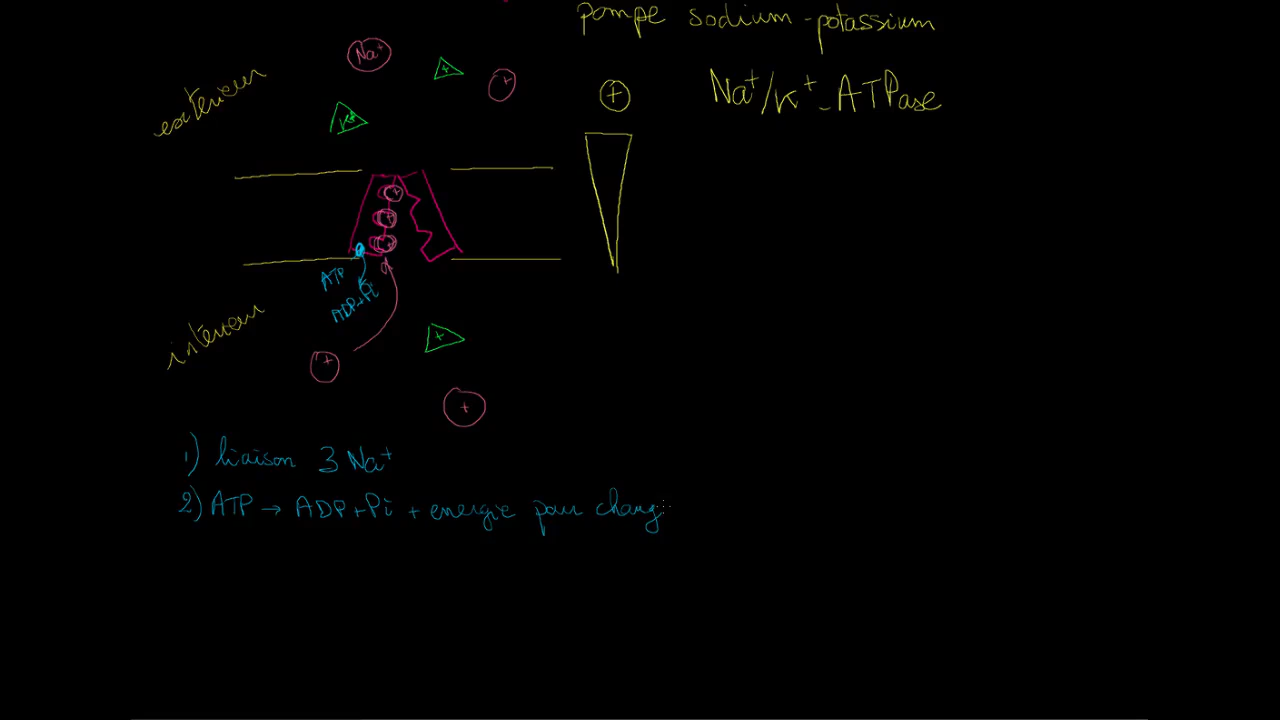 pompe sodium-potassium
Na+
+
+
extérieur
K+
+
Na+/K+-ATPase
+
+
+
ATP
ADP+Pi
intérieur
+
+
+
1) liaison 3 Na+
2) ATP → ADP+Pi + energie pour chang